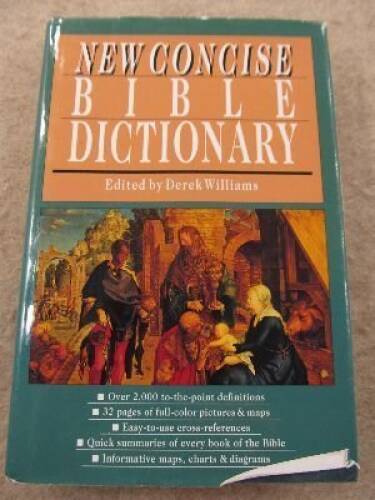 NEW CONCISE
BIBLE
DICTIONARY
Edited by Derek Williams
■ Over 2,000 to-the-point definitions
■ 32 pages of full-color pictures & maps
■ Easy-to-use cross-references
■ Quick summaries of every book of the Bible
■ Informative maps, charts & diagrams